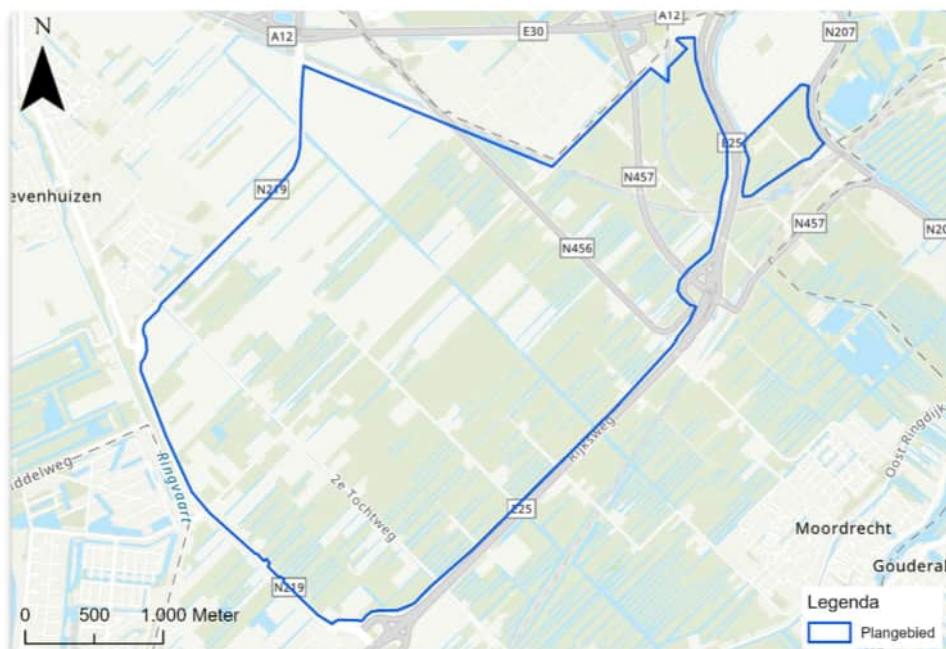 N
A12
E30
A12
N207
E25
N219
N457
evenhuizen
N456
N457
N20
Ringvaart
iddelweg
2e Tochtweg
Rijksweg
E25
Oost Ringdijk
Moordrecht
Gouderal
N219
0 500 1.000 Meter
Legenda
Plangebied